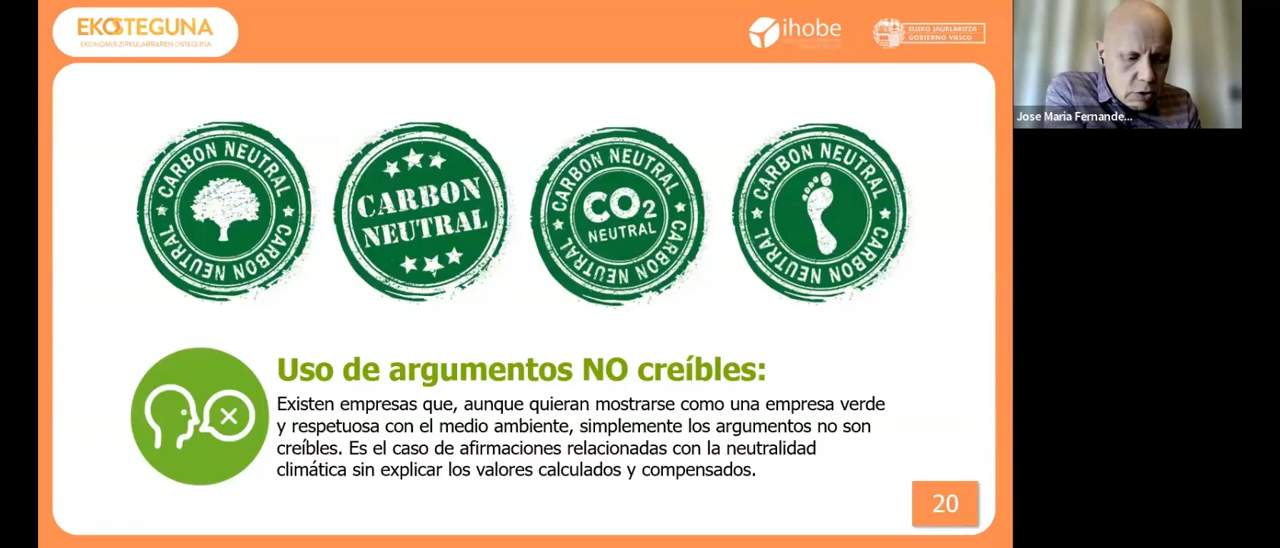 EKOSTEGUNA
EKONOMIA ZIRKULARRAREN OSTEGUNA
ihobe
EUSKO JAURLARITZA
GOBIERNO VASCO
Jose Maria Fernande...
CARBON NEUTRAL
CARBON NEUTRAL
CARBON
NEUTRAL
CARBON NEUTRAL
CO2
NEUTRAL
CARBON NEUTRAL
CARBON NEUTRAL
CARBON NEUTRAL
Uso de argumentos NO creíbles:
Existen empresas que, aunque quieran mostrarse como una empresa verde
y respetuosa con el medio ambiente, simplemente los argumentos no son
creíbles. Es el caso de afirmaciones relacionadas con la neutralidad
climática sin explicar los valores calculados y compensados.
20